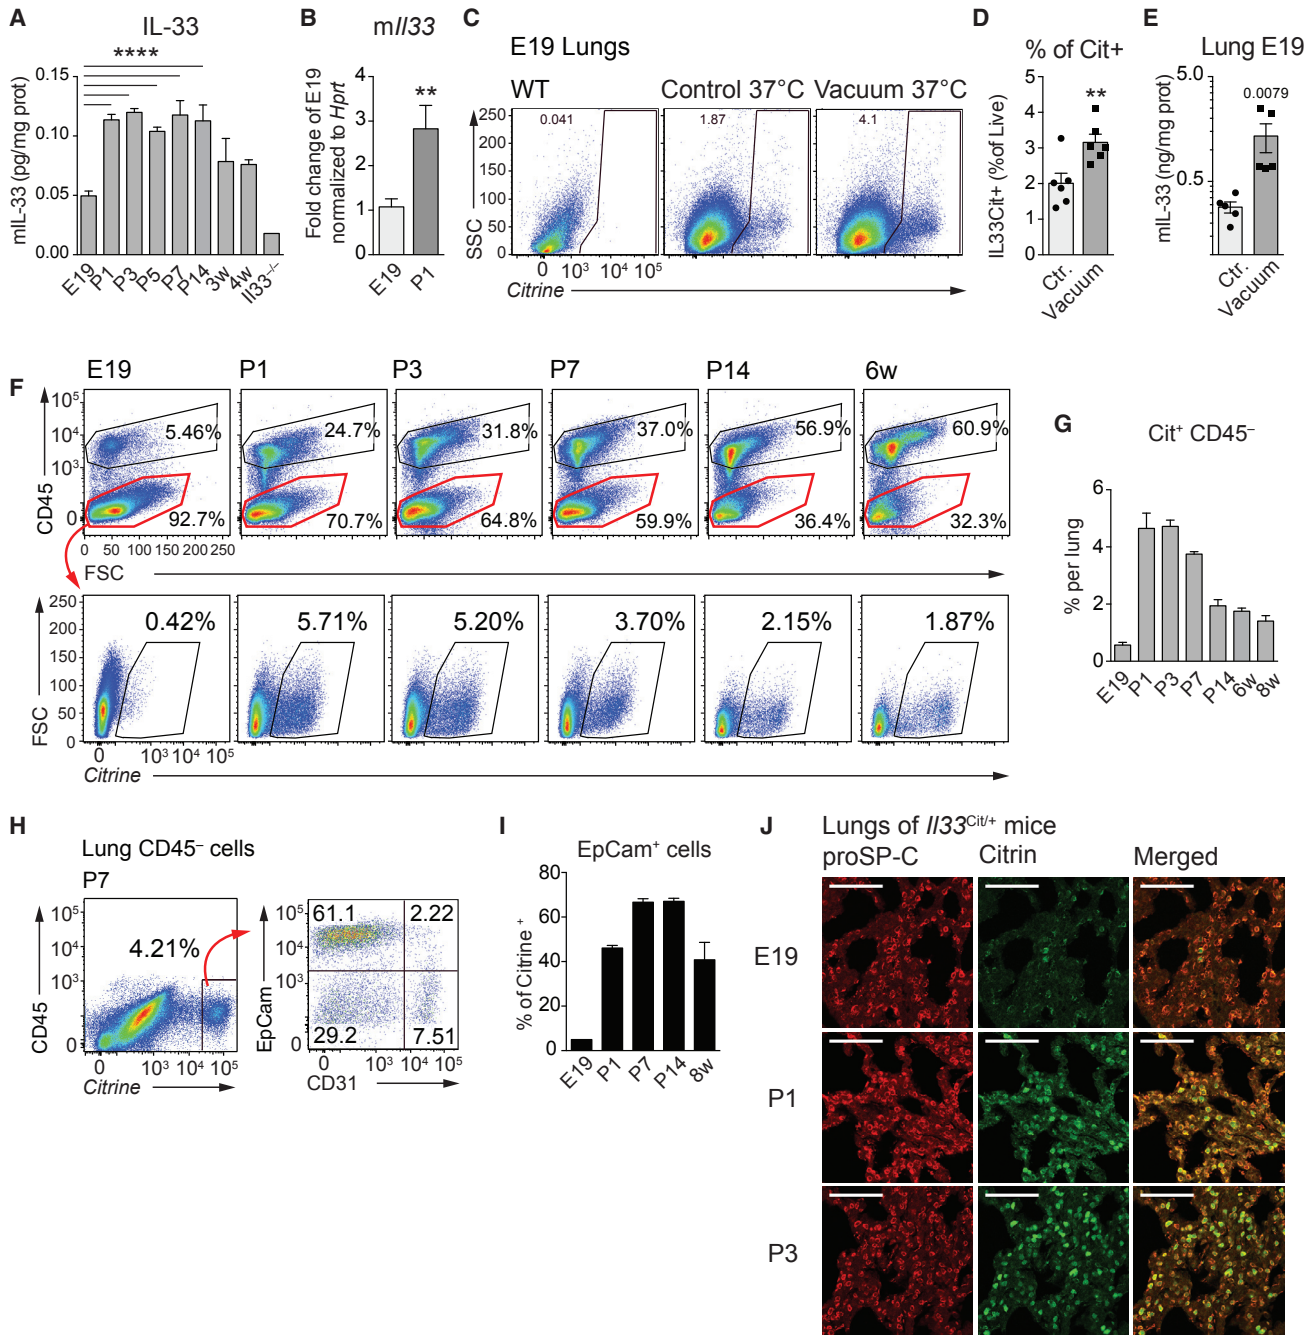 A
IL-33
****
mIL-33 (pg/mg prot)
0.15
0.10
0.05
0.00
E19
P1
P3
P5
P7
P14
3w
4w
Il33⁻/⁻
B
mIl33
Fold change of E19
normalized to Hprt
4
3
2
1
0
**
E19
P1
C
E19 Lungs
WT
Control 37°C
Vacuum 37°C
0.041
1.87
4.1
SSC
250
200
150
100
50
0
0 10³ 10⁴ 10⁵
Citrine
D
% of Cit+
IL33Cit+ (%of Live)
5
4
3
2
1
0
**
Ctr.
Vacuum
E
Lung E19
mIL-33 (ng/mg prot)
5.0
0.5
0.0079
Ctr.
Vacuum
F
E19
P1
P3
P7
P14
6w
CD45
10⁵
10⁴
10³
0
5.46%
24.7%
31.8%
37.0%
56.9%
60.9%
92.7%
70.7%
64.8%
59.9%
36.4%
32.3%
0 50 100 150 200 250
FSC
FSC
250
200
150
100
50
0
0.42%
5.71%
5.20%
3.70%
2.15%
1.87%
0 10³ 10⁴ 10⁵
Citrine
G
Cit⁺ CD45⁻
% per lung
6
4
2
0
E19
P1
P3
P7
P14
6w
8w
H
Lung CD45⁻ cells
P7
CD45
10⁵
10⁴
10³
0
4.21%
0 10³ 10⁴ 10⁵
Citrine
EpCam
10⁵
10⁴
10³
0
61.1
2.22
29.2
7.51
0 10³ 10⁴ 10⁵
CD31
I
EpCam⁺ cells
% of Citrine⁺
80
60
40
20
0
E19
P1
P7
P14
8w
J
Lungs of Il33Cit/+ mice
proSP-C
Citrin
Merged
E19
P1
P3